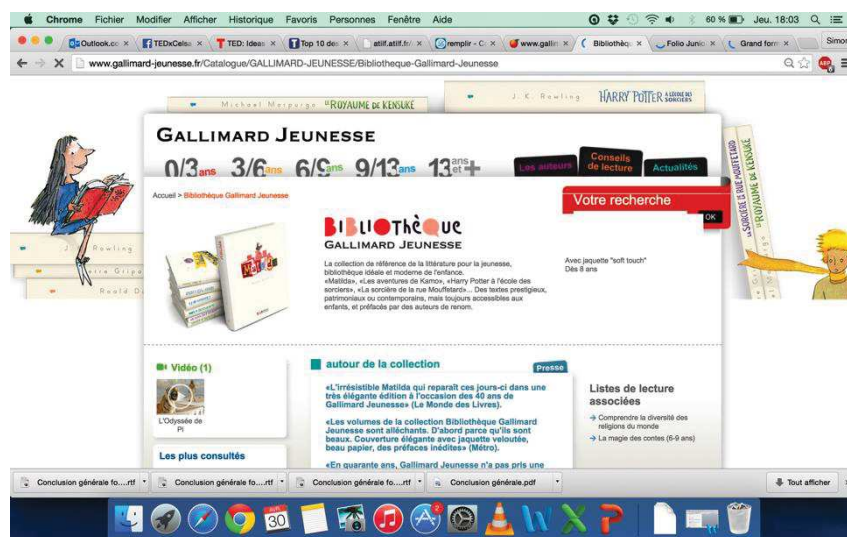 Chrome Fichier Modifier Afficher Historique Favoris Personnes Fenêtre Aide 60 % Jeu. 18:03
Outlook.co × TEDxCelsa × TED: Ideas × Top 10 des × atilf.atilf.fr/ × remplir - C × www.gallim × Bibliothèqu × Folio Junio × Grand form × Simon
www.gallimard-jeunesse.fr/Catalogue/GALLIMARD-JEUNESSE/Bibliotheque-Gallimard-Jeunesse
Michael Morpurgo LE ROYAUME DE KENSUKÉ
J. K. Rowling HARRY POTTER À L'ÉCOLE DES SORCIERS
GALLIMARD JEUNESSE
0/3 ans 3/6 ans 6/9 ans 9/13 ans 13 ans et +
Les auteurs
Conseils de lecture
Actualités
Accueil > Bibliothèque Gallimard Jeunesse
Votre recherche
OK
LA SORCIÈRE DE LA RUE MOUFFETARD
LE ROYAUME DE KENSUKÉ
BIBLIOTHÈQUE
GALLIMARD JEUNESSE
La collection de référence de la littérature pour la jeunesse,
bibliothèque idéale et moderne de l'enfance.
«Matilda», «Les aventures de Kamo», «Harry Potter à l'école des
sorciers», «La sorcière de la rue Mouffetard»... Des textes prestigieux,
patrimoniaux ou contemporains, mais toujours accessibles aux
enfants, et préfacés par des auteurs de renom.
Avec jaquette "soft touch"
Dès 8 ans
J. K. Rowling
Roald D
Vidéo (1)
L'Odyssée de
Pi
Les plus consultés
autour de la collection
Presse
«L'irrésistible Matilda qui reparaît ces jours-ci dans une
très élégante édition à l'occasion des 40 ans de
Gallimard Jeunesse» (Le Monde des Livres).
«Les volumes de la collection Bibliothèque Gallimard
Jeunesse sont alléchants. D'abord parce qu'ils sont
beaux. Couverture élégante avec jaquette veloutée,
beau papier, des préfaces inédites» (Métro).
«En quarante ans, Gallimard Jeunesse n'a pas pris une
Listes de lecture
associées
Comprendre la diversité des
religions du monde
La magie des contes (6-9 ans)
Conclusion générale fo....rtf Conclusion générale fo....rtf Conclusion générale fo....rtf Conclusion générale.pdf Tout afficher
30
2